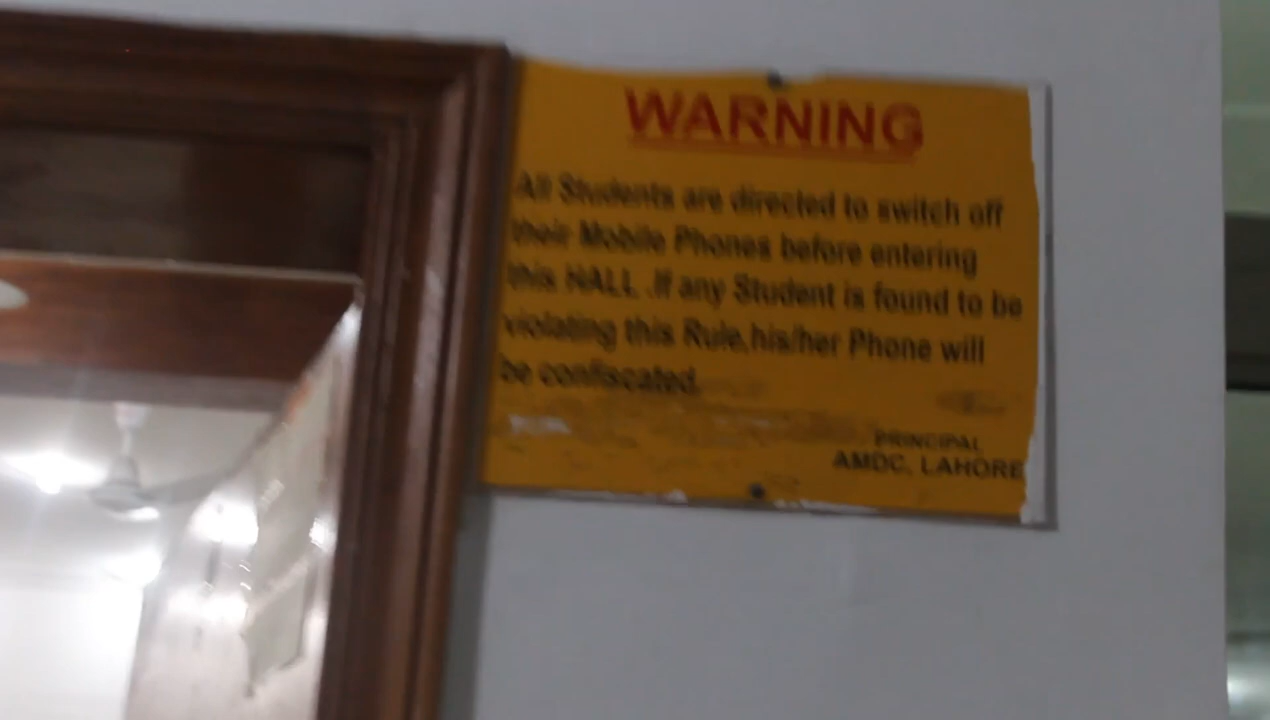 WARNING
All Students are directed to switch off
their Mobile Phones before entering
this HALL .If any Student is found to be
violating this Rule,his/her Phone will
be confiscated.
PRINCIPAL
AMDC, LAHORE